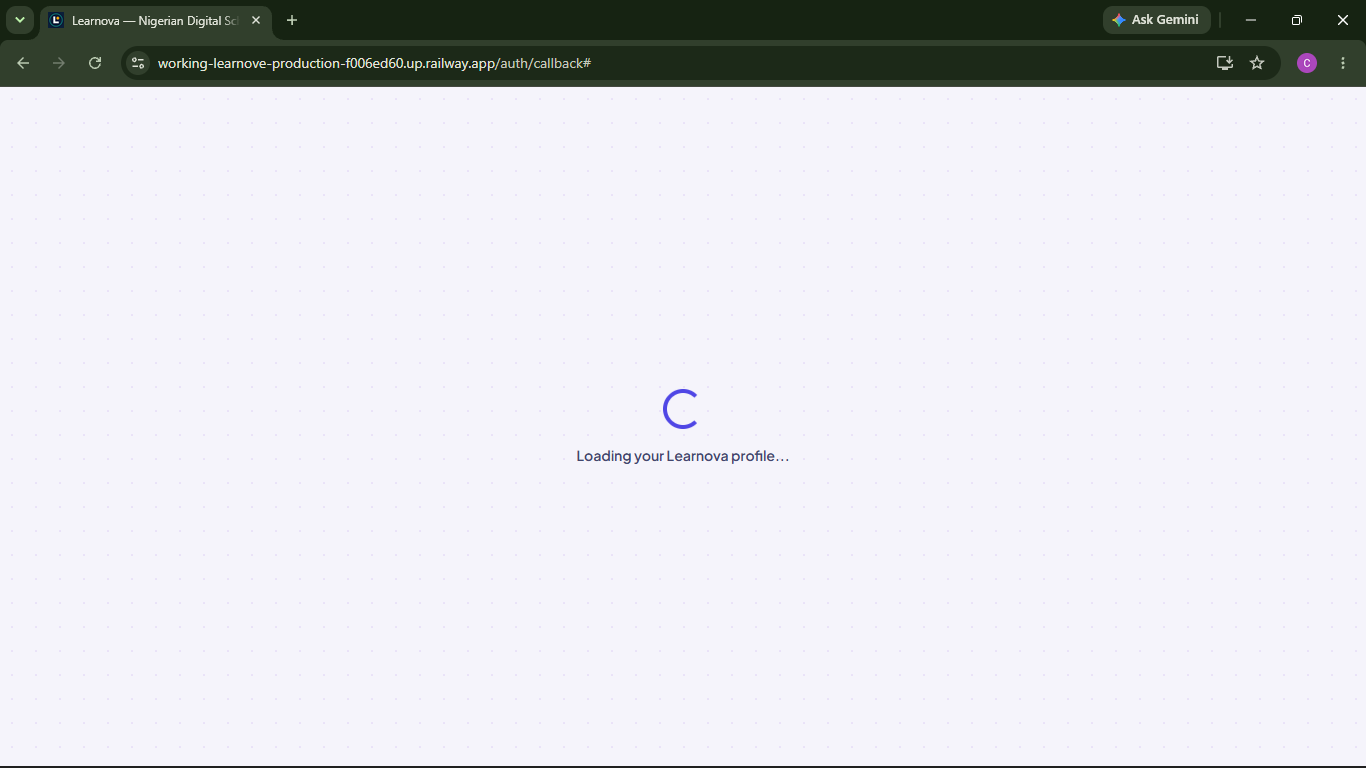 Learnova — Nigerian Digital Sc
Ask Gemini
working-learnove-production-f006ed60.up.railway.app/auth/callback#
C
Loading your Learnova profile...